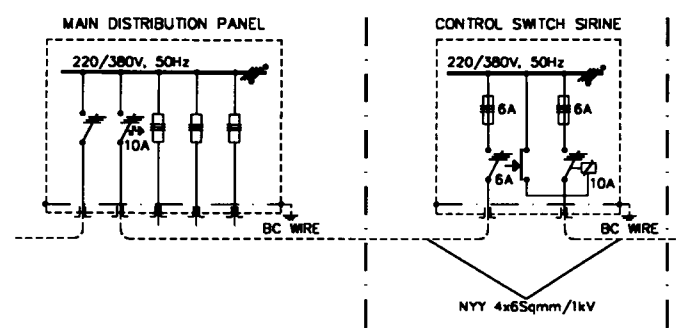 MAIN DISTRIBUTION PANEL
220/380V, 50Hz
10A
BC WIRE
CONTROL SWITCH SIRINE
220/380V, 50Hz
6A
6A
6A
10A
BC WIRE
NYY 4x6Sqmm/1kV